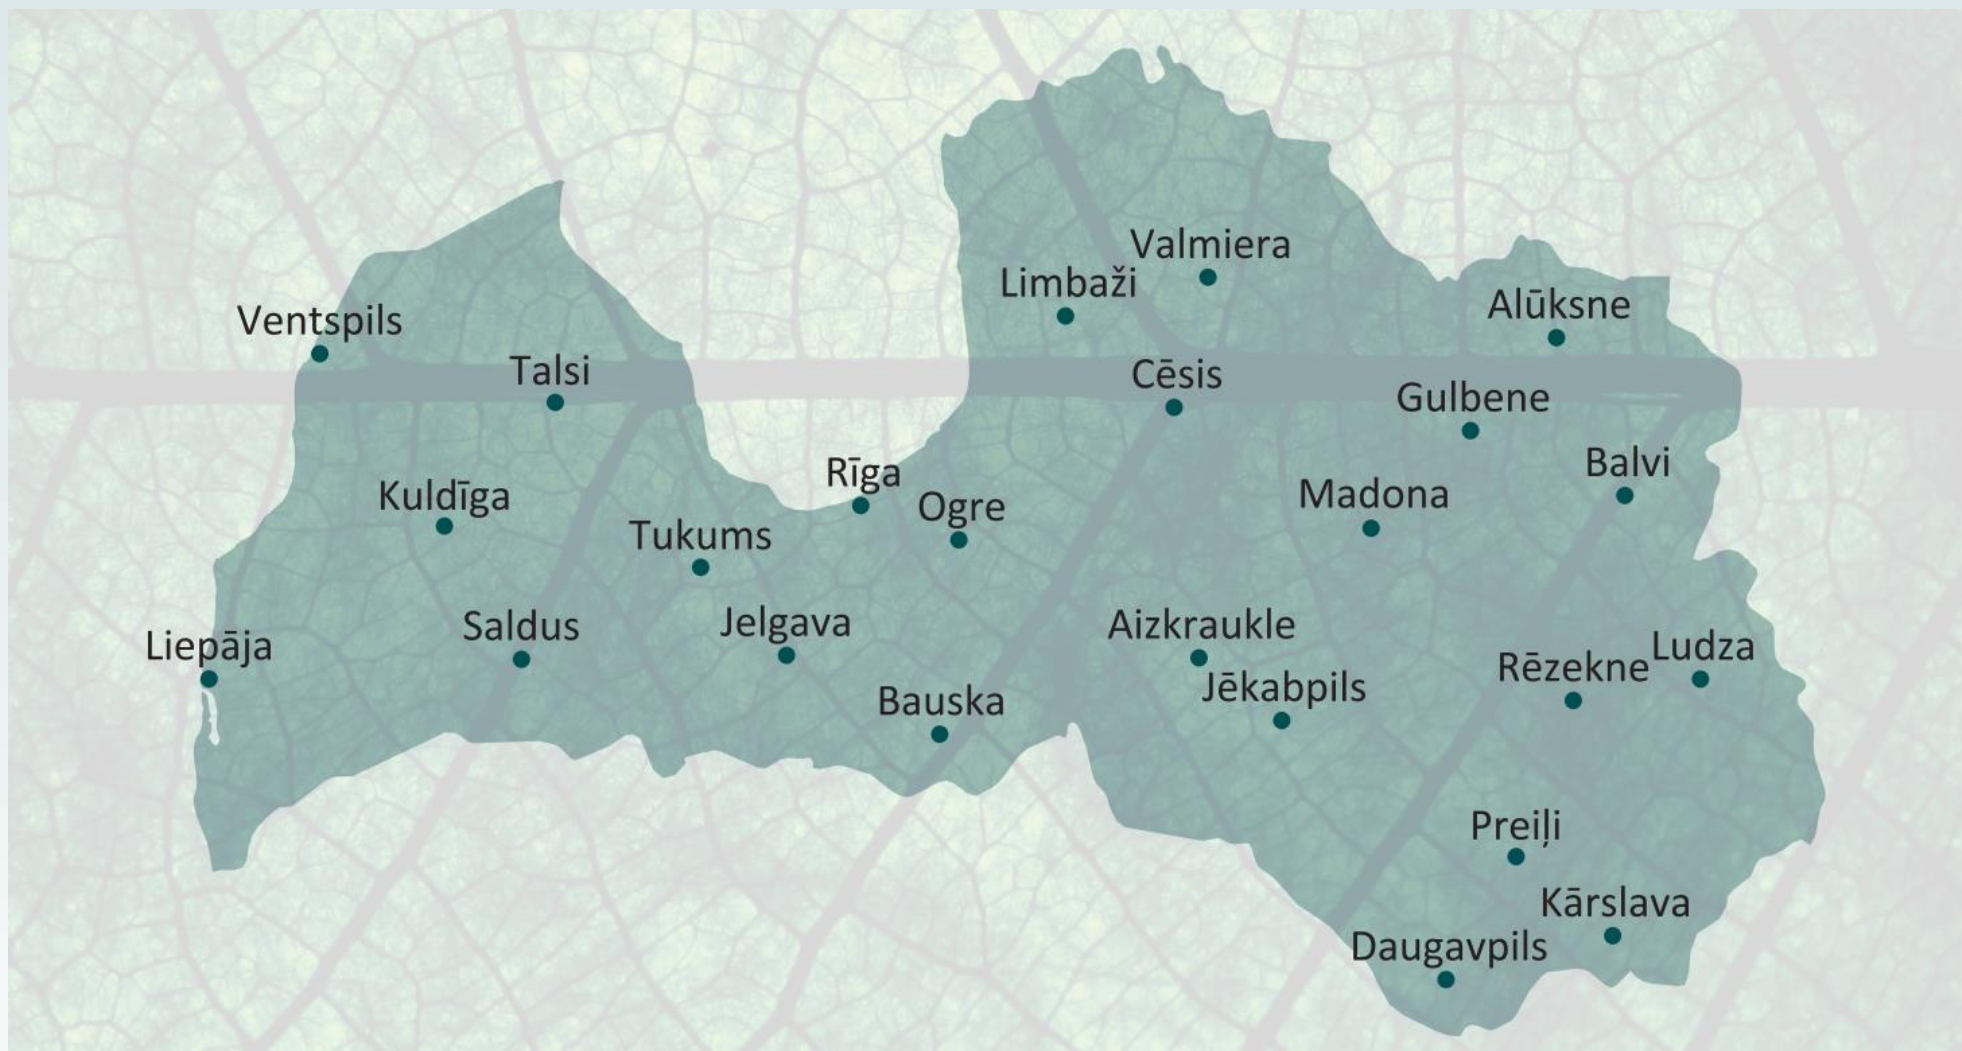 Valmiera
Limbaži
Alūksne
Ventspils
Talsi
Cēsis
Gulbene
Balvi
Rīga
Madona
Kuldīga
Ogre
Tukums
Jelgava
Aizkraukle
Saldus
Liepāja
Ludza
Rēzekne
Jēkabpils
Bauska
Preiļi
Kārslava
Daugavpils